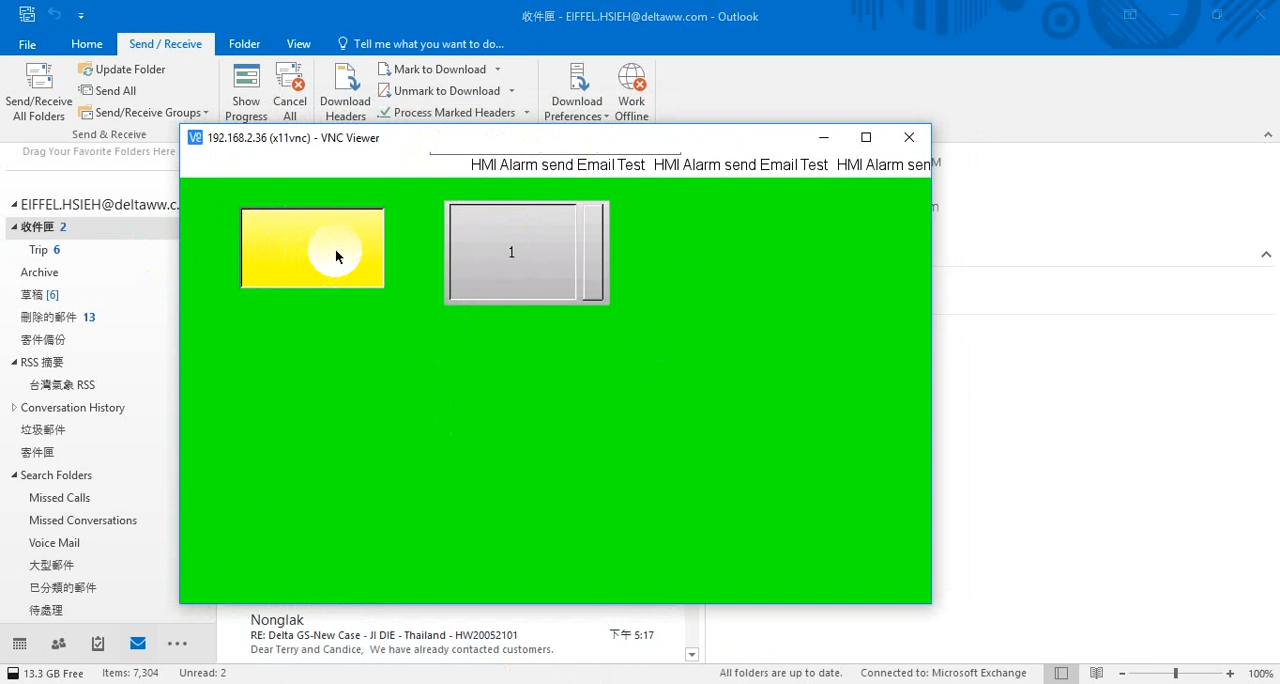 收件匣 - EIFFEL.HSIEH@deltaww.com - Outlook
File Home Send / Receive Folder View Tell me what you want to do...
Send/Receive All Folders
Update Folder
Send All
Send/Receive Groups
Send & Receive
Show Progress
Cancel All
Download Headers
Mark to Download
Unmark to Download
Process Marked Headers
Download Preferences
Work Offline
Drag Your Favorite Folders Here
192.168.2.36 (x11vnc) - VNC Viewer
HMI Alarm send Email Test HMI Alarm send Email Test HMI Alarm sen
1
EIFFEL.HSIEH@deltaww.c
收件匣 2
Trip 6
Archive
草稿 [6]
刪除的郵件 13
寄件備份
RSS 摘要
台灣氣象 RSS
Conversation History
垃圾郵件
寄件匣
Search Folders
Missed Calls
Missed Conversations
Voice Mail
大型郵件
已分類的郵件
待處理
Nonglak
RE: Delta GS-New Case - JI DIE - Thailand - HW20052101 下午 5:17
Dear Terry and Candice, We have already contacted customers.
13.3 GB Free Items: 7,304 Unread: 2 All folders are up to date. Connected to: Microsoft Exchange 100%